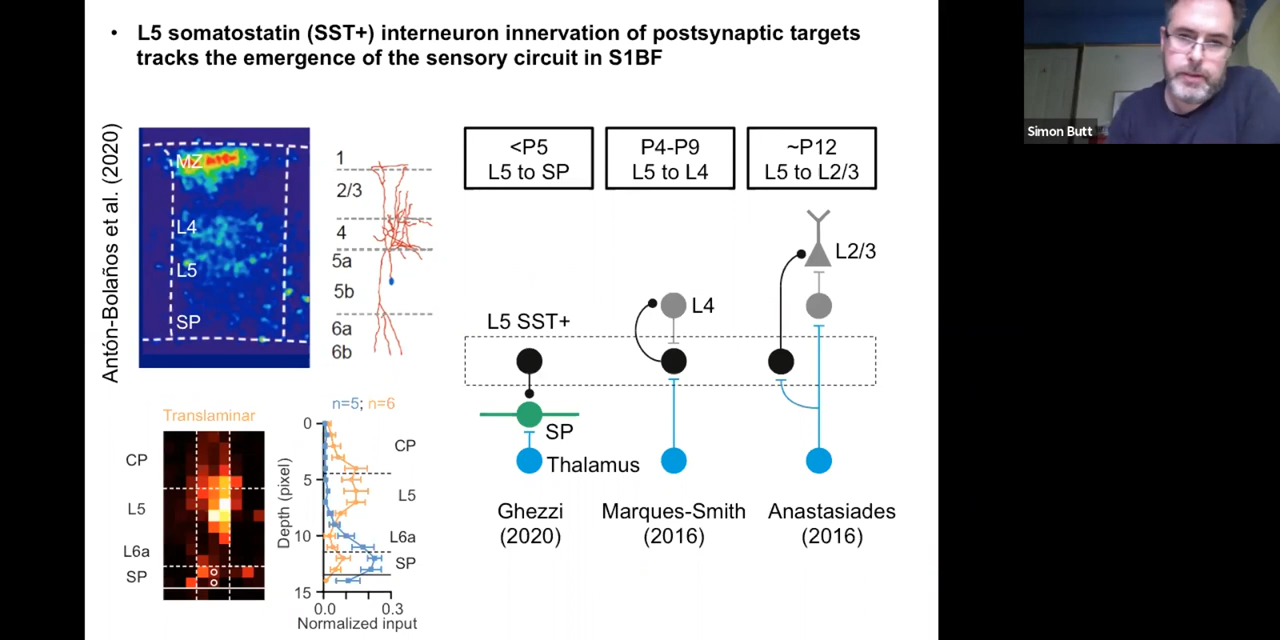 • L5 somatostatin (SST+) interneuron innervation of postsynaptic targets
tracks the emergence of the sensory circuit in S1BF
Simon Butt
Antón-Bolaños et al. (2020)
MZ
L4
L5
SP
1
2/3
4
5a
5b
6a
6b
<P5
L5 to SP
P4-P9
L5 to L4
~P12
L5 to L2/3
L2/3
L4
L5 SST+
SP
Thalamus
Ghezzi
(2020)
Marques-Smith
(2016)
Anastasiades
(2016)
Translaminar
CP
L5
L6a
SP
n=5; n=6
0
5
10
15
Depth (pixel)
CP
L5
L6a
SP
0.0
0.3
Normalized input